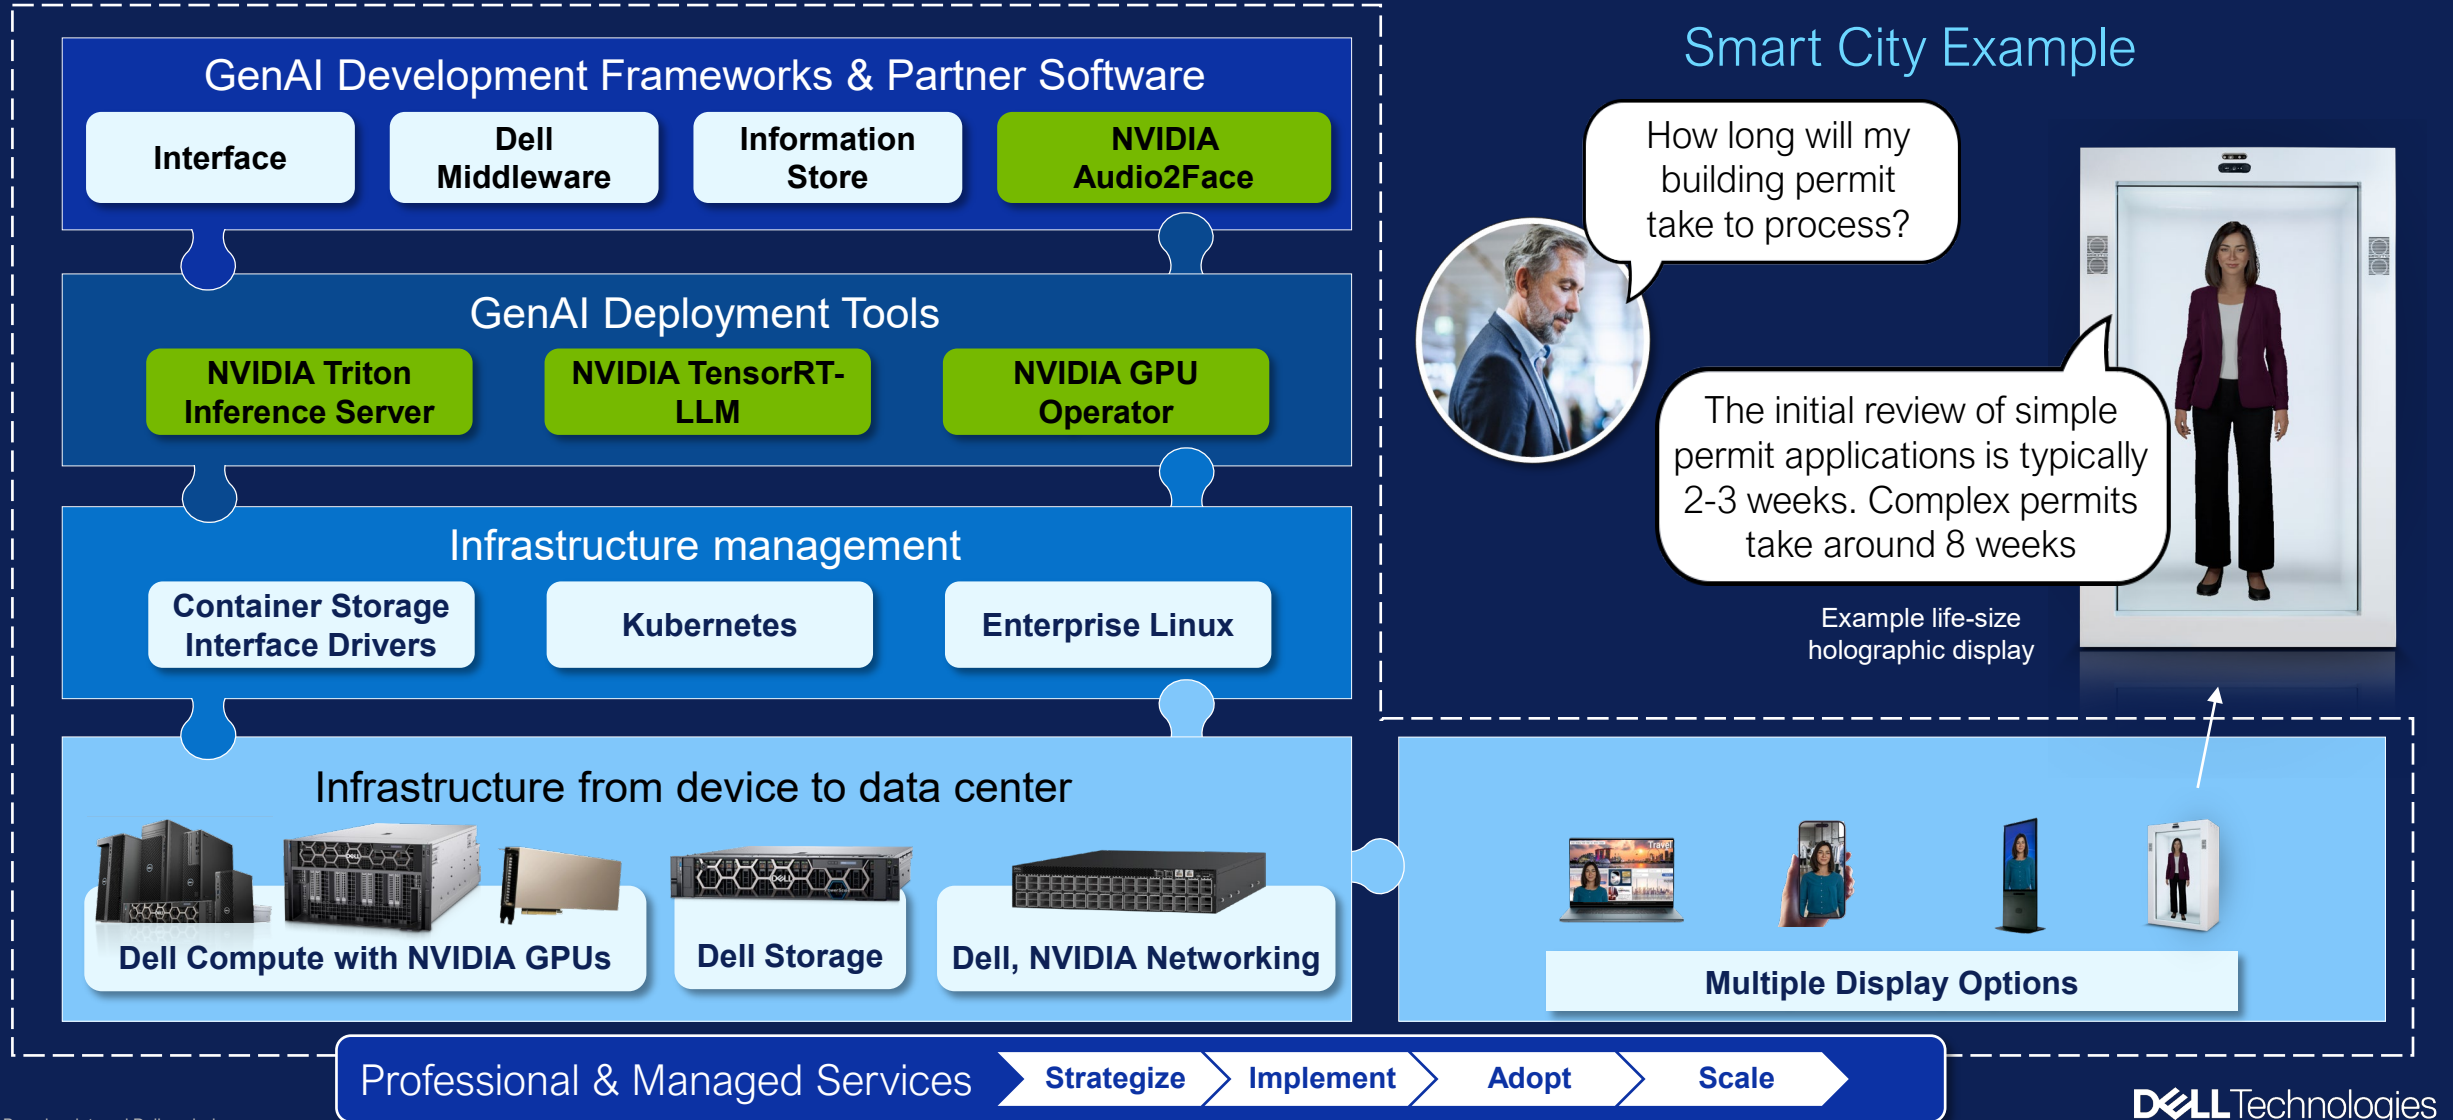 GenAI Development Frameworks & Partner Software
Interface
Dell
Middleware
Information
Store
NVIDIA
Audio2Face
GenAI Deployment Tools
NVIDIA Triton
Inference Server
NVIDIA TensorRT-
LLM
NVIDIA GPU
Operator
Infrastructure management
Container Storage
Interface Drivers
Kubernetes
Enterprise Linux
Infrastructure from device to data center
Dell Compute with NVIDIA GPUs
Dell Storage
Dell, NVIDIA Networking
Smart City Example
How long will my
building permit
take to process?
The initial review of simple
permit applications is typically
2-3 weeks. Complex permits
take around 8 weeks
Example life-size
holographic display
Travel
Multiple Display Options
Professional & Managed Services
Strategize
Implement
Adopt
Scale
DELL Technologies